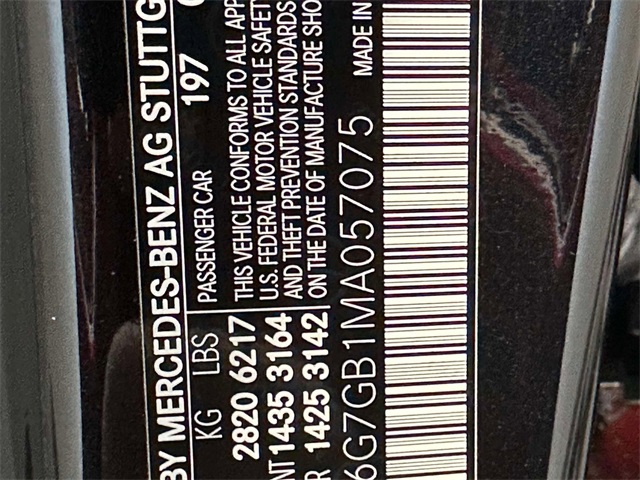 BY MERCEDES-BENZ AG STUTTG
KG LBS PASSENGER CAR 197
2820 6217 THIS VEHICLE CONFORMS TO ALL APP
U.S. FEDERAL MOTOR VEHICLE SAFET
NT 1435 3164 AND THEFT PREVENTION STANDARDS
R 1425 3142 ON THE DATE OF MANUFACTURE SHO
6G7GB1MA057075 MADE IN